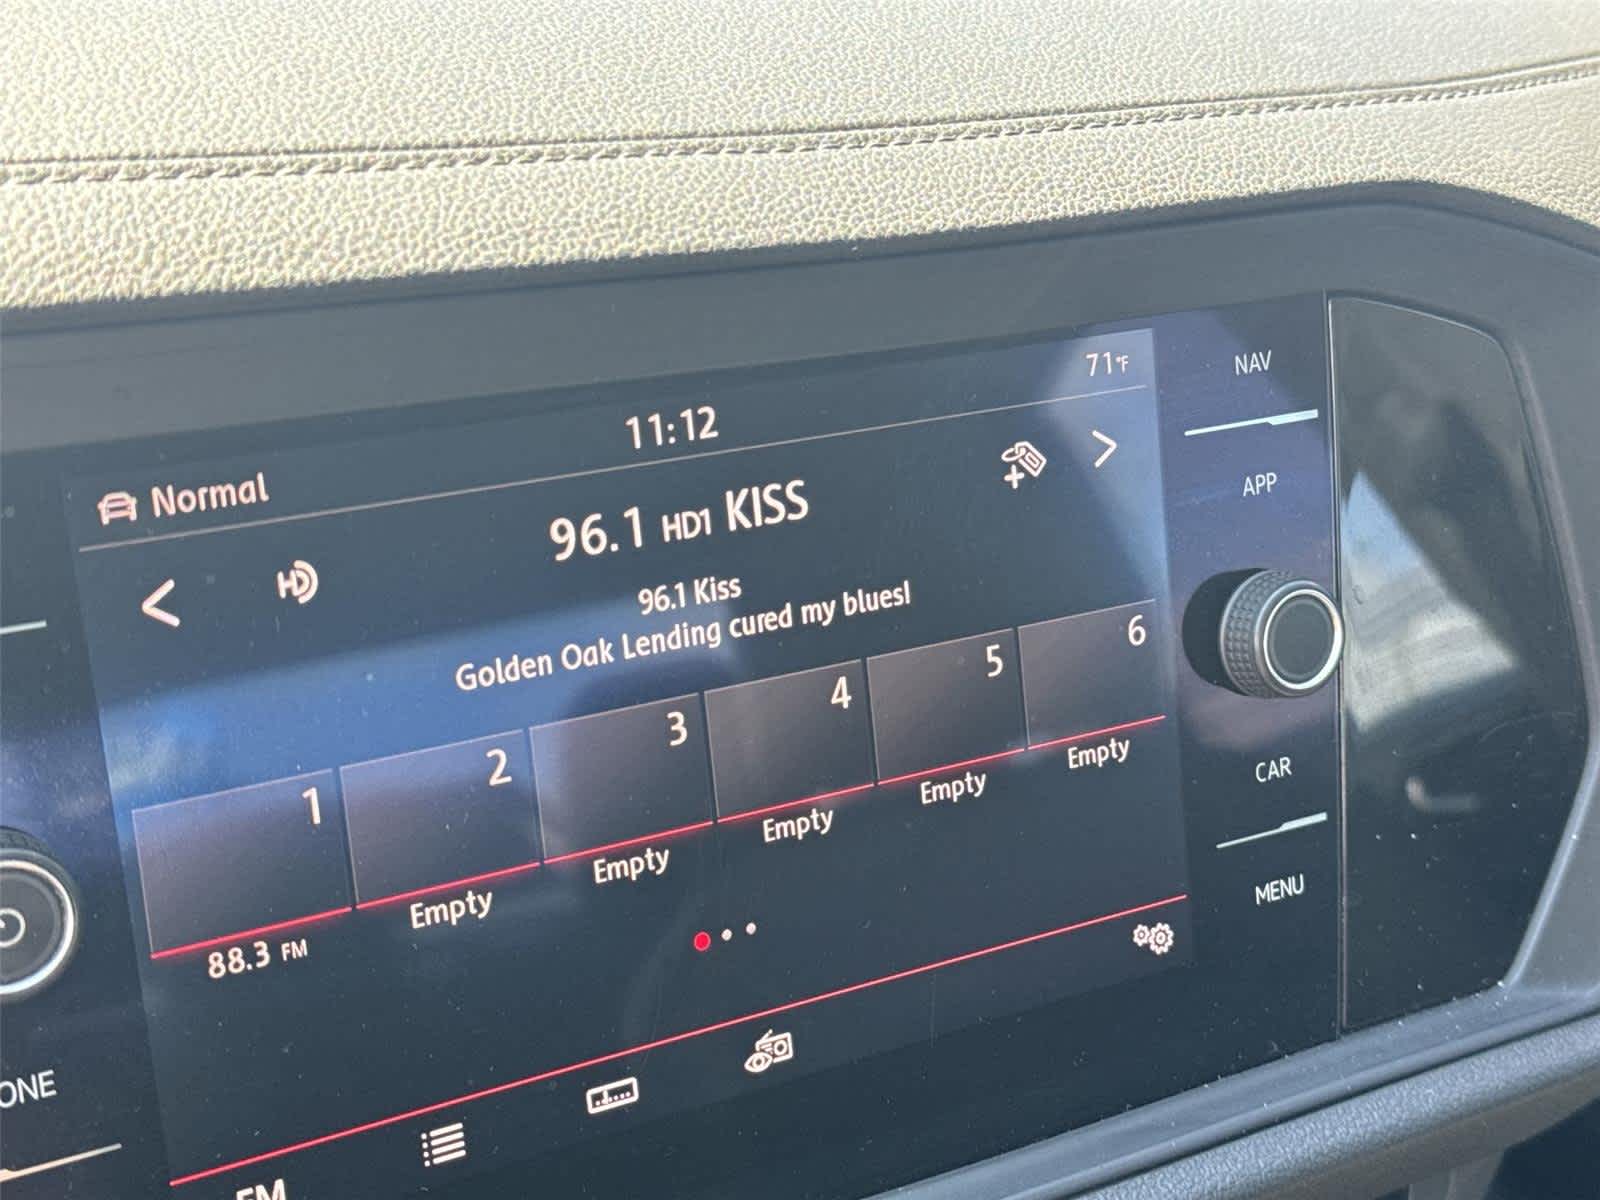 71°F
11:12
Normal
96.1 HD1 KISS
HD
96.1 Kiss
Golden Oak Lending cured my blues!
1
2
3
4
5
6
88.3 FM
Empty
Empty
Empty
Empty
Empty
FM
NAV
APP
CAR
MENU
ONE